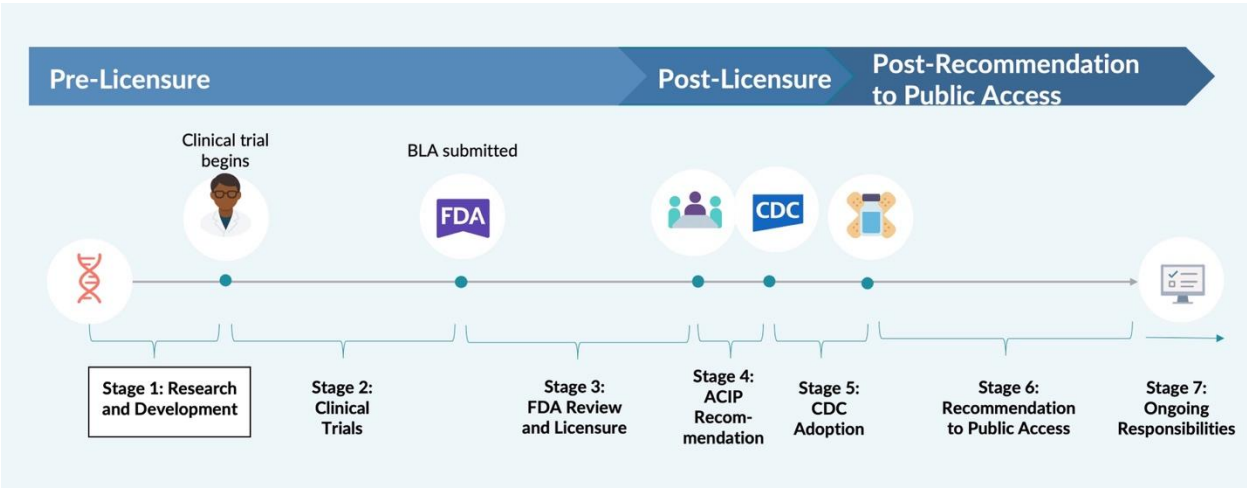 Pre-Licensure
Post-Licensure
Post-Recommendation
to Public Access
Clinical trial
begins
BLA submitted
FDA
CDC
Stage 1: Research
and Development
Stage 2:
Clinical
Trials
Stage 3:
FDA Review
and Licensure
Stage 4:
ACIP
Recom-
mendation
Stage 5:
CDC
Adoption
Stage 6:
Recommendation
to Public Access
Stage 7:
Ongoing
Responsibilities